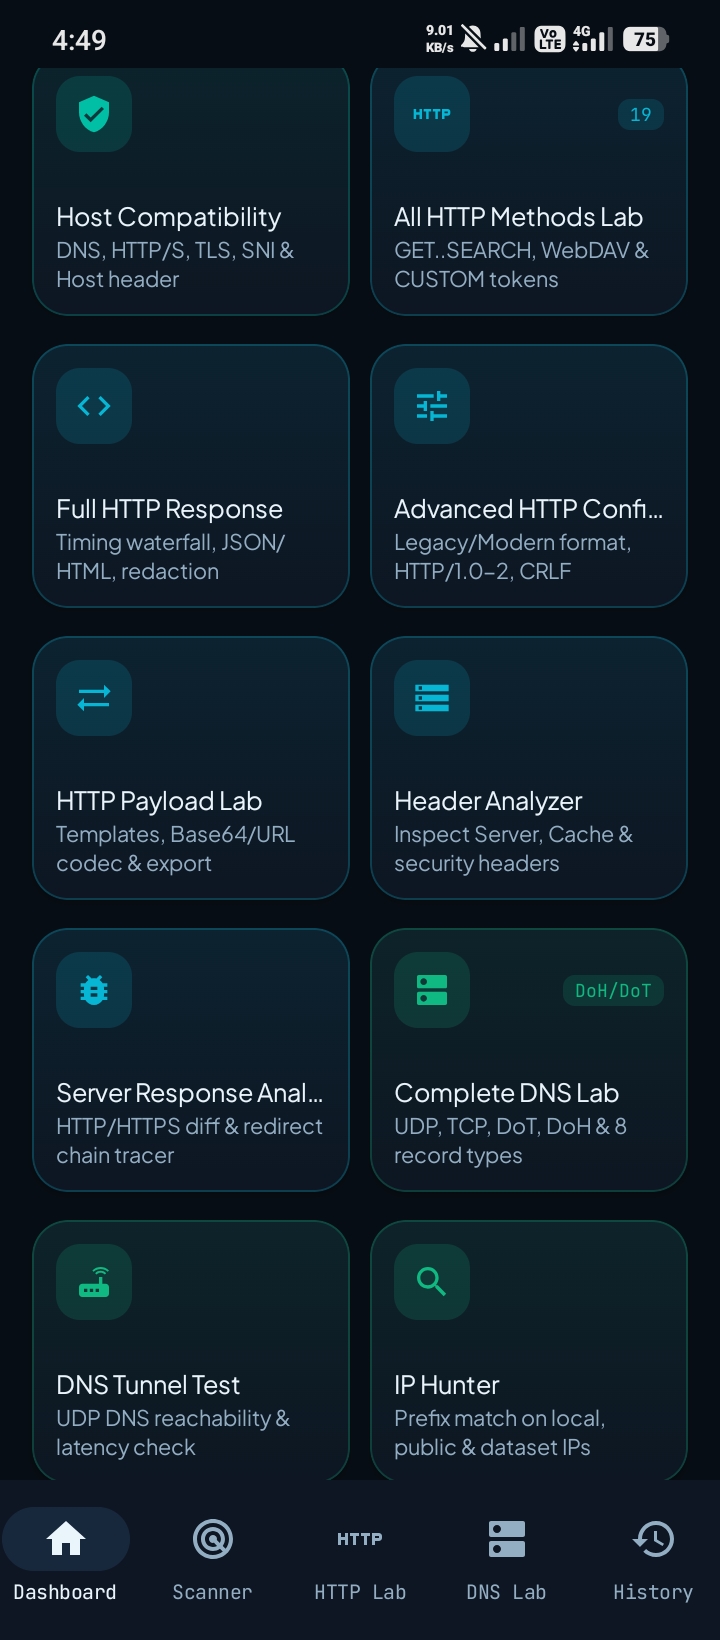 4:49
9.01
KB/s
Vo
LTE
4G
75
HTTP
19
Host Compatibility
DNS, HTTP/S, TLS, SNI &
Host header
All HTTP Methods Lab
GET..SEARCH, WebDAV &
CUSTOM tokens
Full HTTP Response
Timing waterfall, JSON/
HTML, redaction
Advanced HTTP Confi...
Legacy/Modern format,
HTTP/1.0–2, CRLF
HTTP Payload Lab
Templates, Base64/URL
codec & export
Header Analyzer
Inspect Server, Cache &
security headers
Server Response Anal...
HTTP/HTTPS diff & redirect
chain tracer
DoH/DoT
Complete DNS Lab
UDP, TCP, DoT, DoH & 8
record types
DNS Tunnel Test
UDP DNS reachability &
latency check
IP Hunter
Prefix match on local,
public & dataset IPs
HTTP
Dashboard
Scanner
HTTP Lab
DNS Lab
History